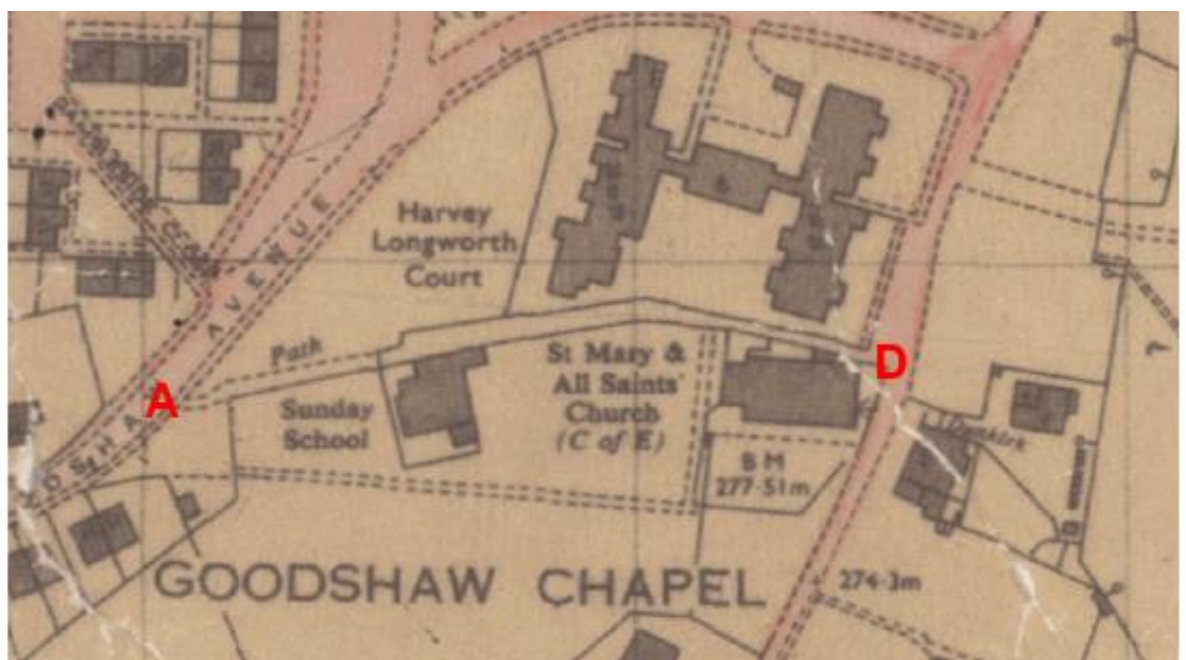 AVENUE
Harvey
Longworth
Court
Path
D
A
Sunday
School
St Mary &
All Saints'
Church
(C of E)
B M
277·51m
Dunkirk
GOODSHAW CHAPEL
274·3m